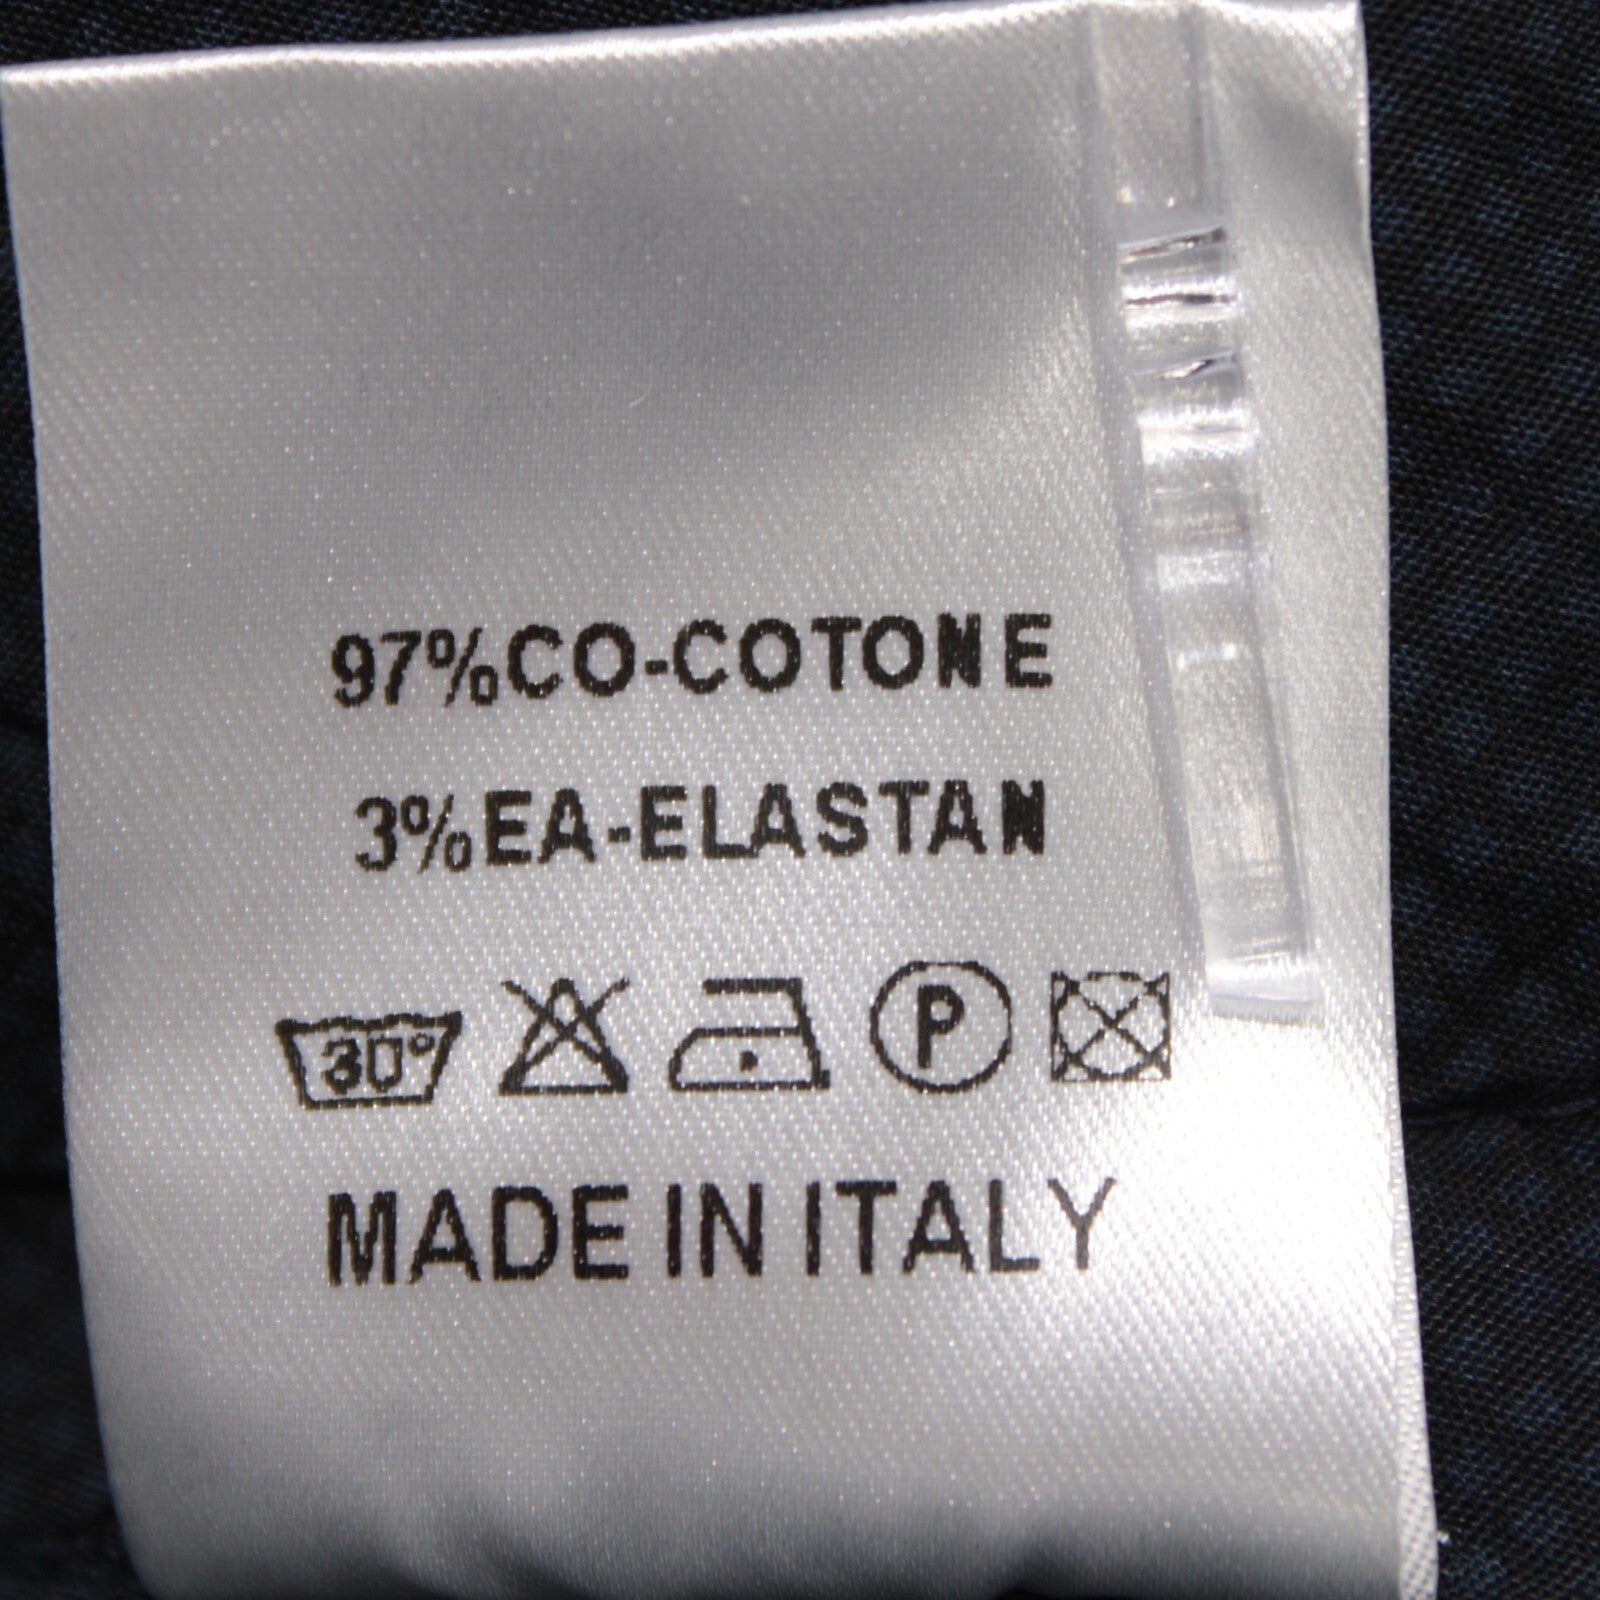 97%CO-COTONE
3%EA-ELASTAN
30°
P
MADE IN ITALY